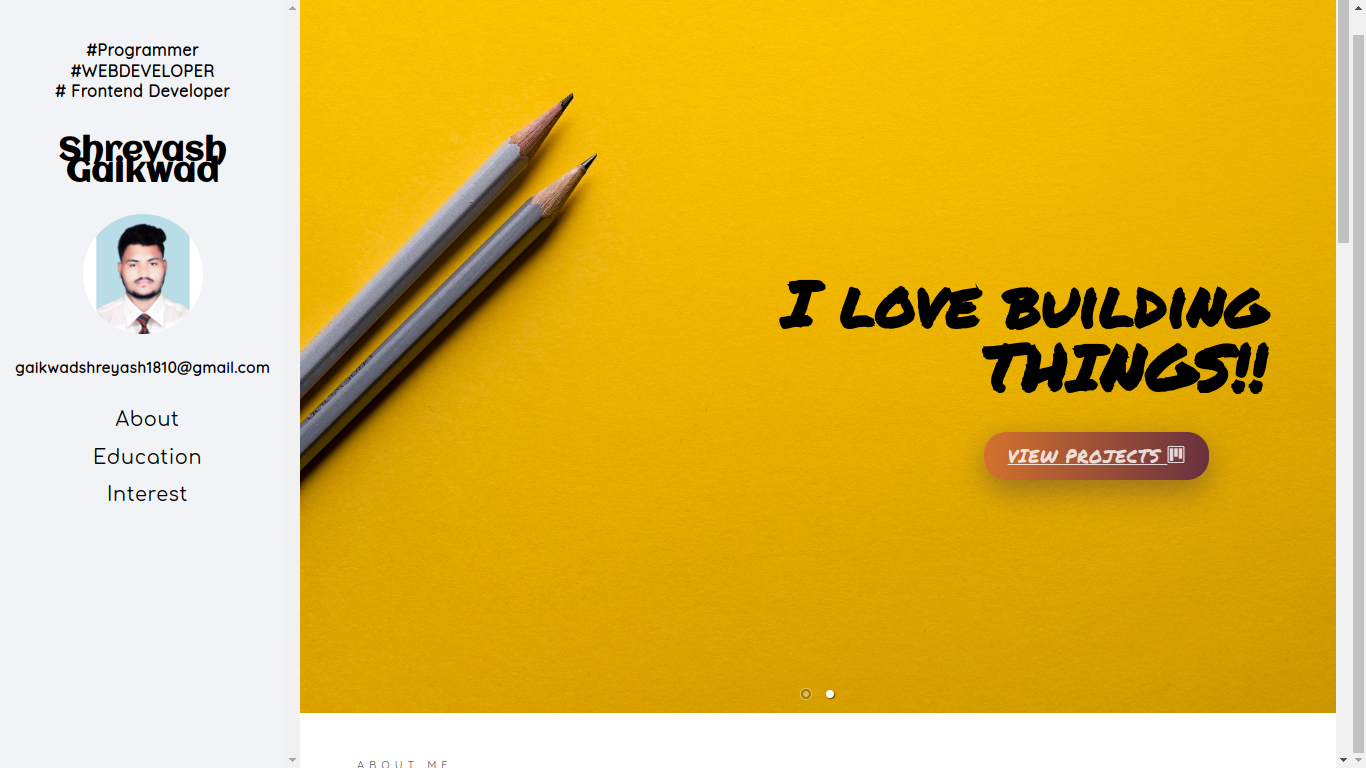 #Programmer
#WEBDEVELOPER
# Frontend Developer
Shreyash
Gaikwad
gaikwadshreyash1810@gmail.com
About
Education
Interest
I LOVE BUILDING
THINGS!!
VIEW PROJECTS
ABOUT ME